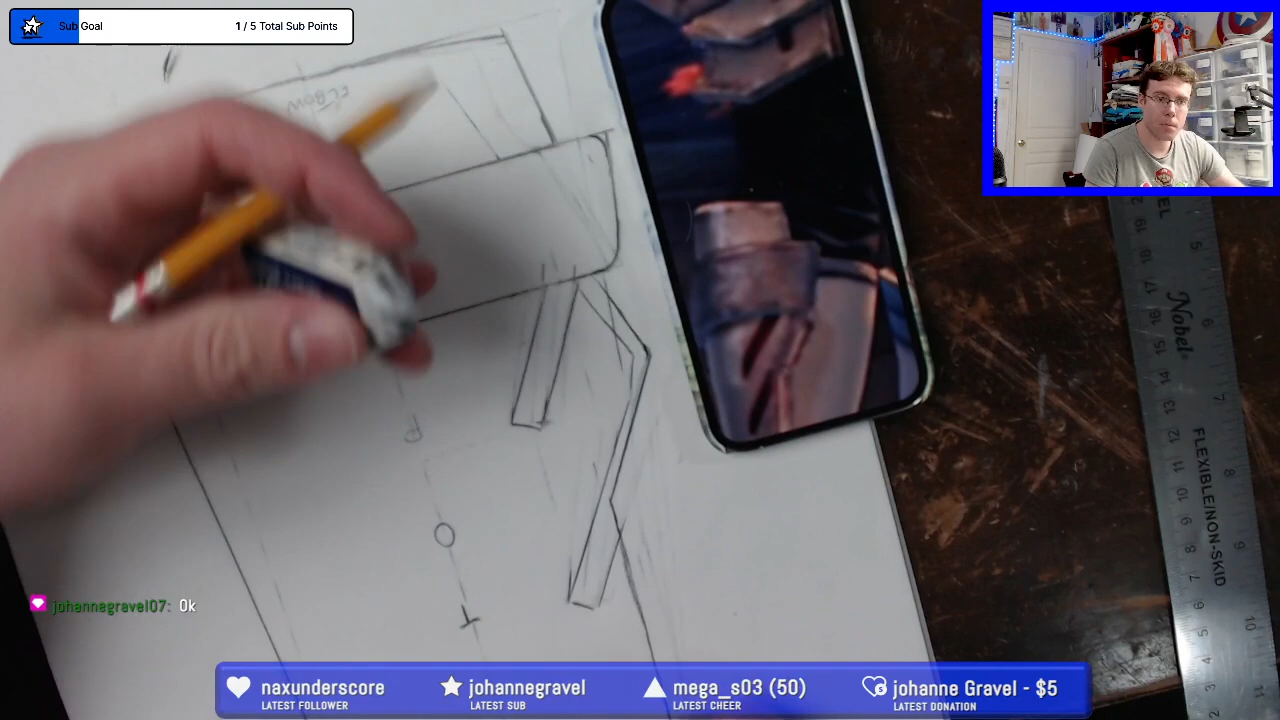 Sub Goal 1 / 5 Total Sub Points
ELBOW
Nobel
FLEXIBLE/NON-SKID
johannegravel07: Ok
naxunderscore
LATEST FOLLOWER
johannegravel
LATEST SUB
mega_s03 (50)
LATEST CHEER
johanne Gravel - $5
LATEST DONATION